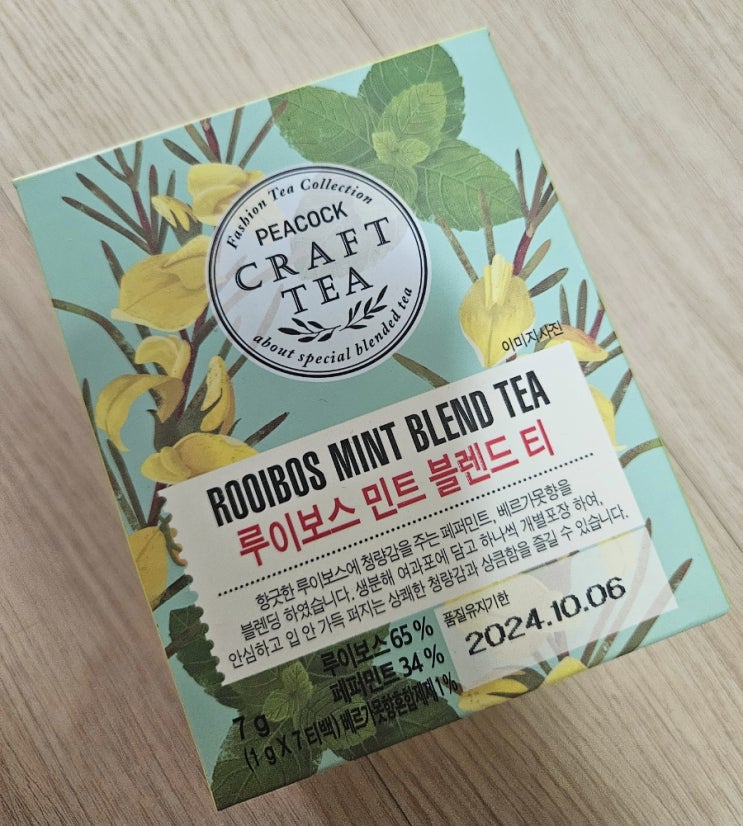 Fashion Tea Collection
PEACOCK
CRAFT
TEA
about special blended tea
이미지사진
ROOIBOS MINT BLEND TEA
루이보스 민트 블렌드 티
향긋한 루이보스에 청량감을 주는 페퍼민트, 베르가못향을
블렌딩 하였습니다. 생분해 여과포에 담고 하나씩 개별포장 하여,
안심하고 입 안 가득 퍼지는 상쾌한 청량감과 상큼함을 즐길 수 있습니다.
루이보스 65 %
페퍼민트 34 %
베르가못향혼합제제 1 %
품질유지기한
2024.10.06
7 g
(1 g X 7 티백)